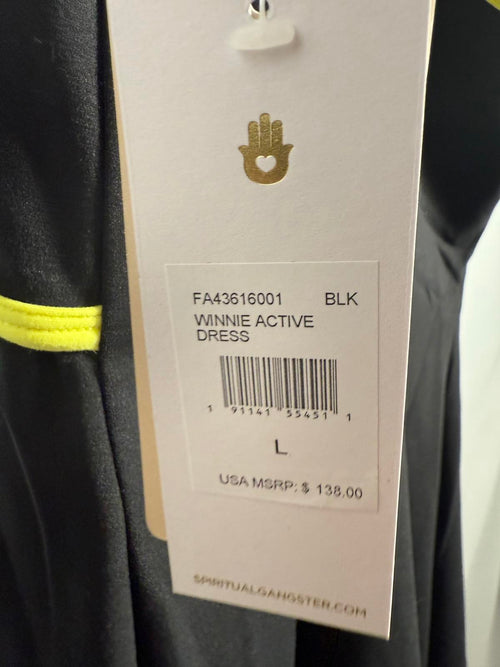 FA43616001 BLK
WINNIE ACTIVE
DRESS
1 91141 55451 1
L
USA MSRP: $ 138.00
SPIRITUALGANGSTER.COM